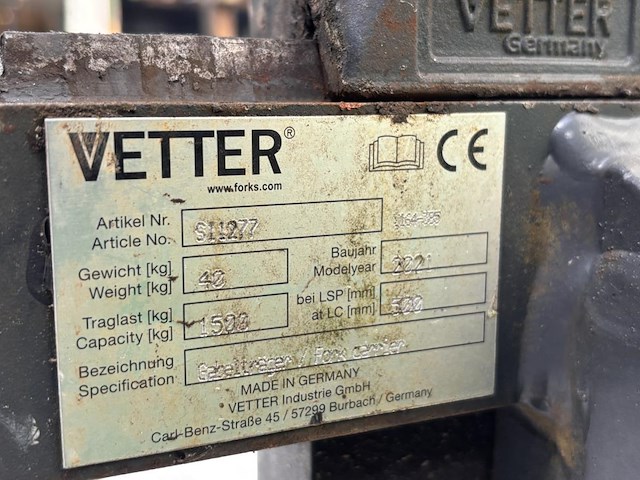 VETTER
Germany
VETTER®
CE
www.forks.com
Artikel Nr.
Article No. S11277
Gewicht [kg]
Weight [kg] 40
Baujahr
Modelyear 2021
Traglast [kg]
Capacity [kg] 1500
bei LSP [mm]
at LC [mm] 500
Bezeichnung
Specification Gabelträger / Fork carrier
MADE IN GERMANY
VETTER Industrie GmbH
Carl-Benz-Straße 45 / 57299 Burbach / Germany